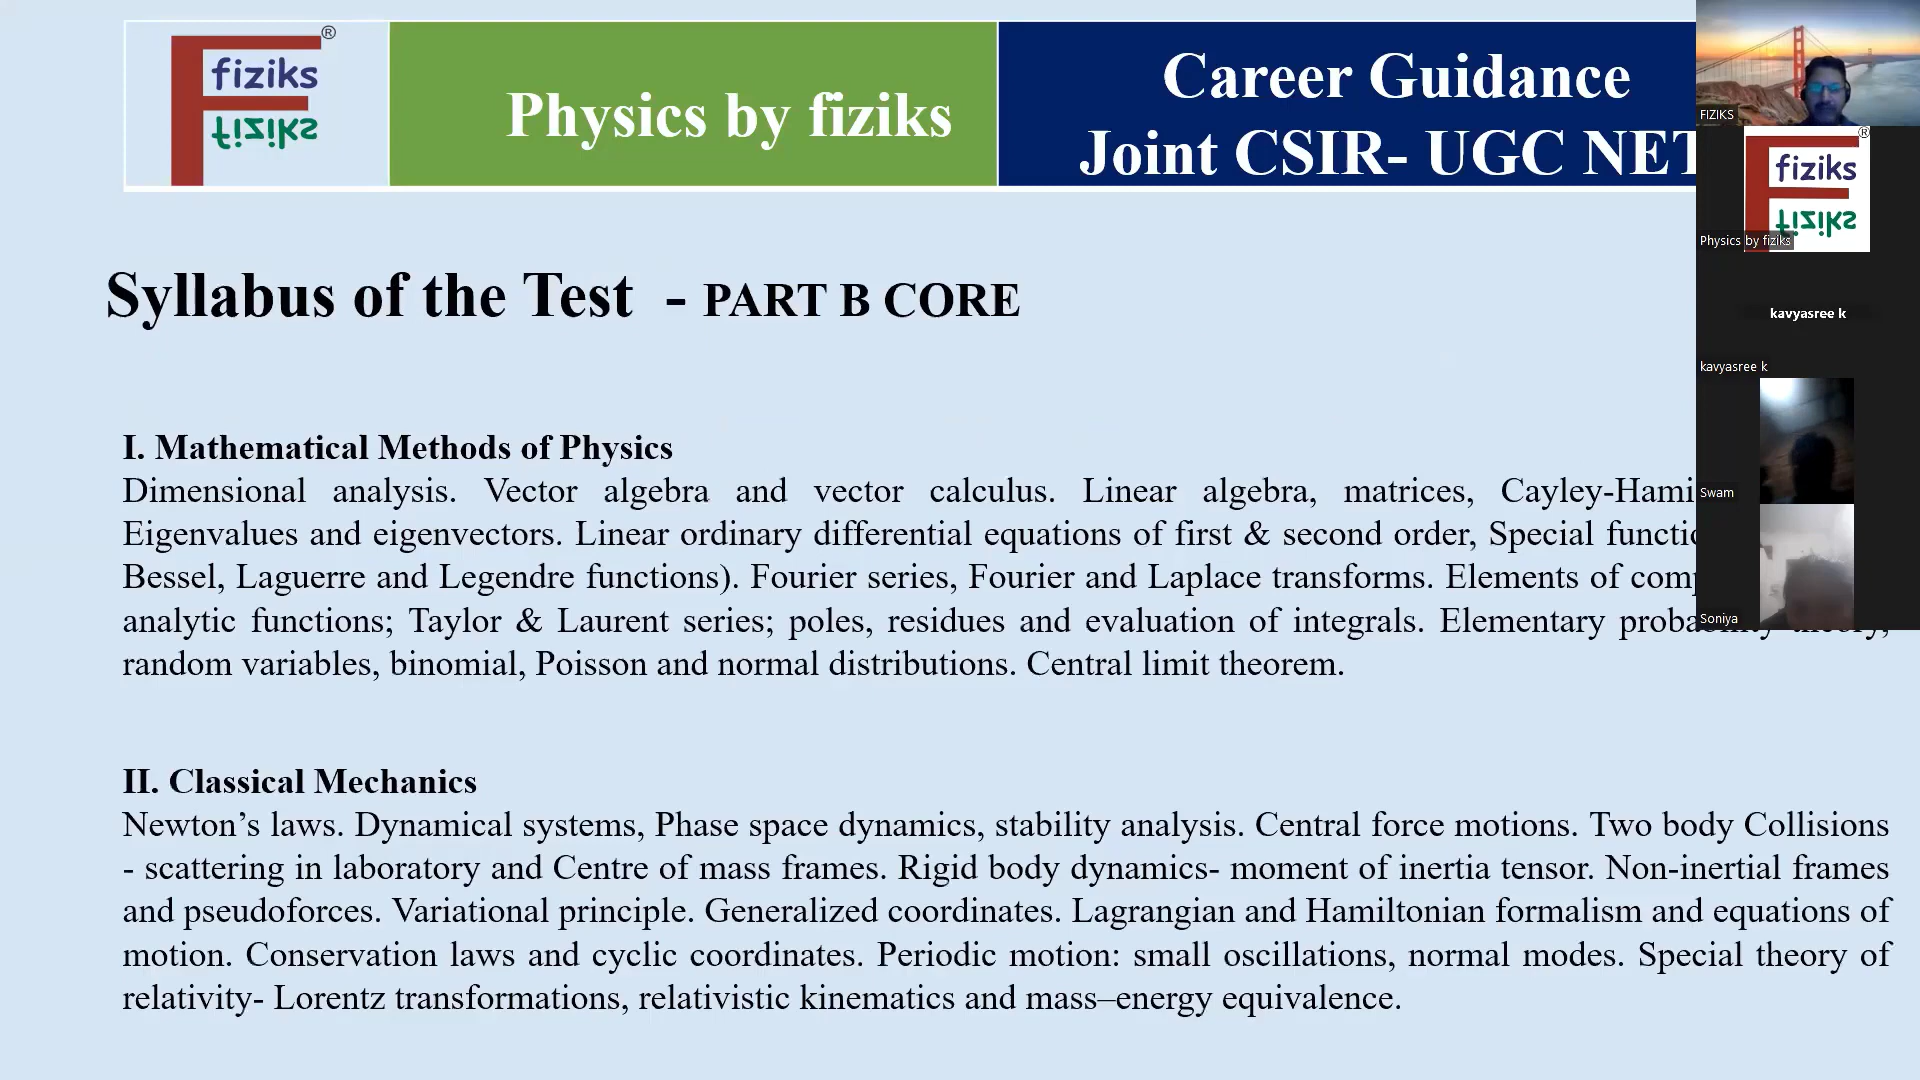 fiziks
fiziks
®
Physics by fiziks
Career Guidance
Joint CSIR- UGC NET
Syllabus of the Test - PART B CORE
I. Mathematical Methods of Physics
Dimensional analysis. Vector algebra and vector calculus. Linear algebra, matrices, Cayley-Hami
Eigenvalues and eigenvectors. Linear ordinary differential equations of first & second order, Special functio
Bessel, Laguerre and Legendre functions). Fourier series, Fourier and Laplace transforms. Elements of com
analytic functions; Taylor & Laurent series; poles, residues and evaluation of integrals. Elementary probability theory,
random variables, binomial, Poisson and normal distributions. Central limit theorem.
II. Classical Mechanics
Newton’s laws. Dynamical systems, Phase space dynamics, stability analysis. Central force motions. Two body Collisions
- scattering in laboratory and Centre of mass frames. Rigid body dynamics- moment of inertia tensor. Non-inertial frames
and pseudoforces. Variational principle. Generalized coordinates. Lagrangian and Hamiltonian formalism and equations of
motion. Conservation laws and cyclic coordinates. Periodic motion: small oscillations, normal modes. Special theory of
relativity- Lorentz transformations, relativistic kinematics and mass–energy equivalence.
FIZIKS
®
fiziks
fiziks
Physics by fiziks
kavyasree k
kavyasree k
Swam
Soniya